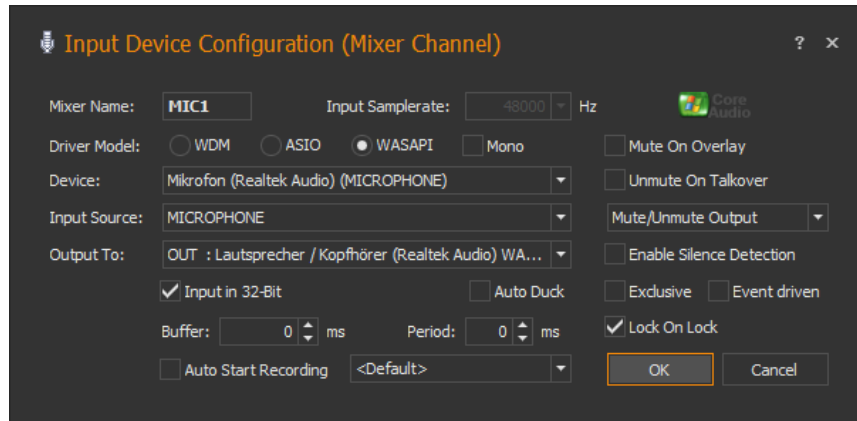 Input Device Configuration (Mixer Channel) ? ×
Mixer Name: MIC1 Input Samplerate: 48000 Hz Core Audio
Driver Model: WDM ASIO WASAPI Mono Mute On Overlay
Device: Mikrofon (Realtek Audio) (MICROPHONE) Unmute On Talkover
Input Source: MICROPHONE Mute/Unmute Output
Output To: OUT : Lautsprecher / Kopfhörer (Realtek Audio) WA... Enable Silence Detection
Input in 32-Bit Auto Duck Exclusive Event driven
Buffer: 0 ms Period: 0 ms Lock On Lock
Auto Start Recording <Default> OK Cancel